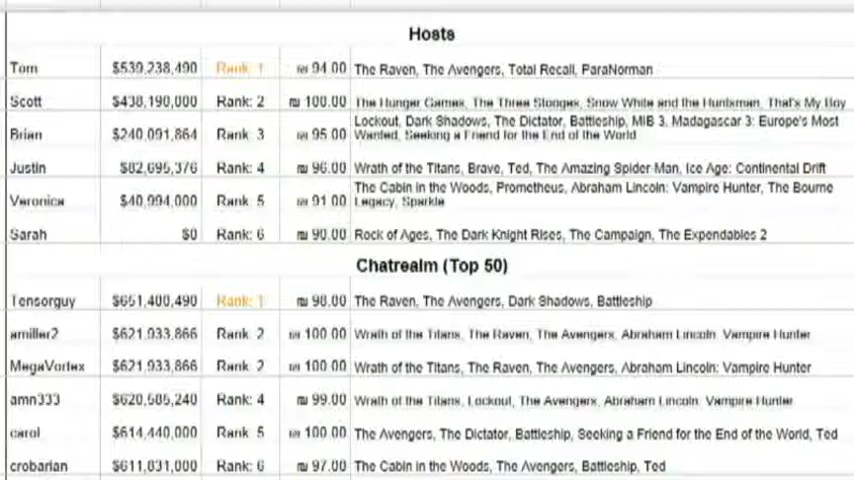 Hosts
Tom $539,238,490 Rank: 1 ₪ 94.00 The Raven, The Avengers, Total Recall, ParaNorman
Scott $438,190,000 Rank: 2 ₪ 100.00 The Hunger Games, The Three Stooges, Snow White and the Huntsman, That's My Boy
Brian $240,091,864 Rank 3 ₪ 95.00 Lockout, Dark Shadows, The Dictator, Battleship, MIB 3, Madagascar 3: Europe's Most
Wanted, Seeking a Friend for the End of the World
Justin $82,695,376 Rank: 4 ₪ 96.00 Wrath of the Titans, Brave, Ted, The Amazing Spider Man, Ice Age: Continental Drift
Veronica $40,994,000 Rank 5 ₪ 91.00 The Cabin in the Woods, Prometheus, Abraham Lincoln: Vampire Hunter, The Bourne
Legacy, Sparkle
Sarah $0 Rank: 6 ₪ 90.00 Rock of Ages, The Dark Knight Rises, The Campaign, The Expendables 2
Chatrealm (Top 50)
Tensorguy $651,400,490 Rank: 1 ₪ 98.00 The Raven, The Avengers, Dark Shadows, Battleship
amiller2 $621,933,866 Rank 2 ₪ 100.00 Wrath of the Titans, The Raven, The Avengers, Abraham Lincoln: Vampire Hunter
MegaVortex $621,933,866 Rank 2 ₪ 100.00 Wrath of the Titans, The Raven, The Avengers, Abraham Lincoln: Vampire Hunter
amn333 $620,585,240 Rank: 4 ₪ 99.00 Wrath of the Titans, Lockout, The Avengers, Abraham Lincoln: Vampire Hunter
carol $614,440,000 Rank 5 ₪ 100.00 The Avengers, The Dictator, Battleship, Seeking a Friend for the End of the World, Ted
crobarian $611,031,000 Rank: 6 ₪ 97.00 The Cabin in the Woods, The Avengers, Battleship, Ted